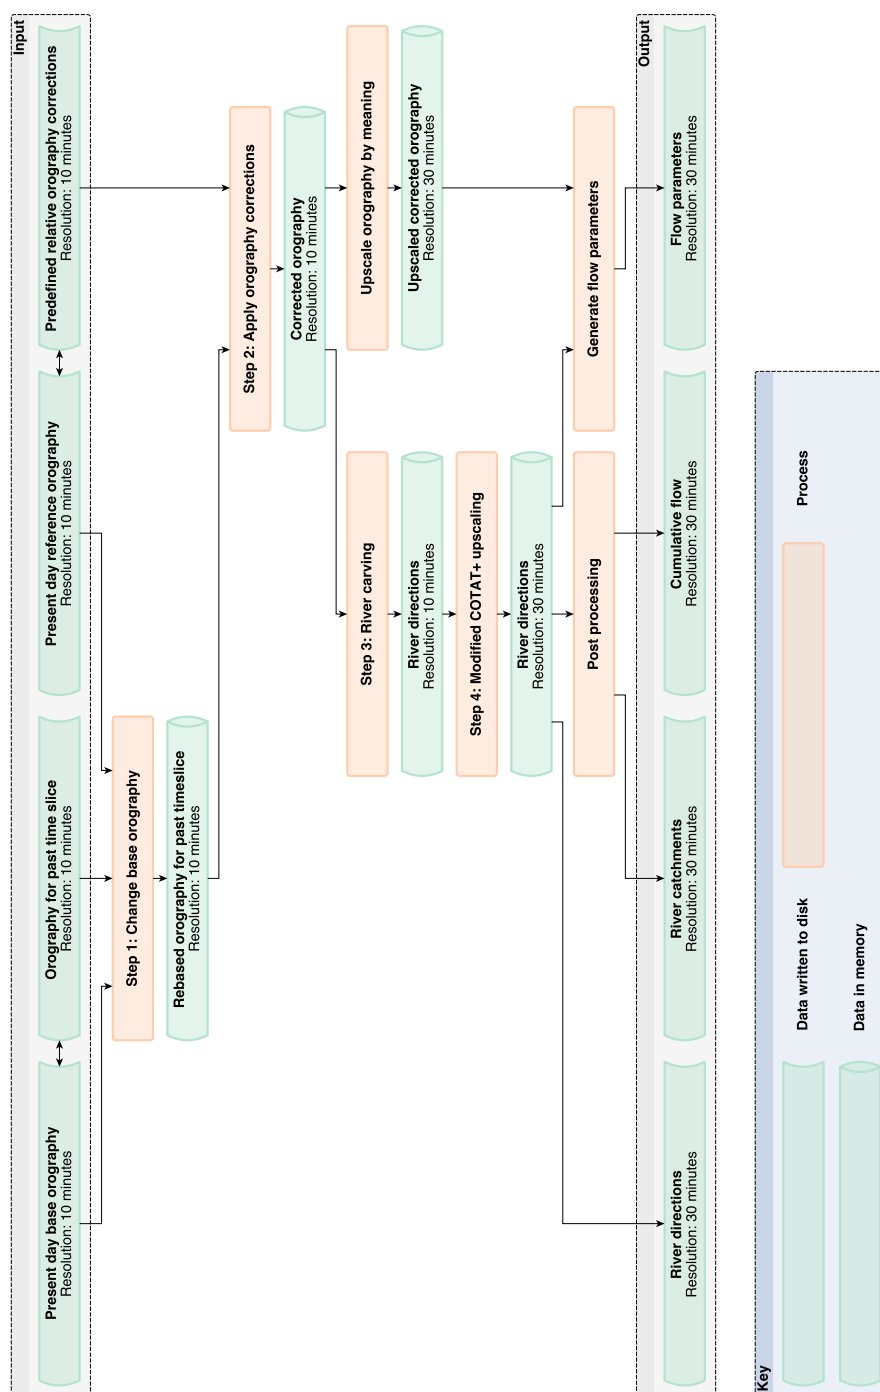 Input
Present day base orography
Resolution: 10 minutes
Orography for past time slice
Resolution: 10 minutes
Present day reference orography
Resolution: 10 minutes
Predefined relative orography corrections
Resolution: 10 minutes
Step 1: Change base orography
Rebased orography for past timeslice
Resolution: 10 minutes
Step 2: Apply orography corrections
Corrected orography
Resolution: 10 minutes
Step 3: River carving
Upscale orography by meaning
River directions
Resolution: 10 minutes
Upscaled corrected orography
Resolution: 30 minutes
Step 4: Modified COTAT+ upscaling
River directions
Resolution: 30 minutes
Post processing
Generate flow parameters
Output
River directions
Resolution: 30 minutes
River catchments
Resolution: 30 minutes
Cumulative flow
Resolution: 30 minutes
Flow parameters
Resolution: 30 minutes
Key
Data written to disk
Process
Data in memory